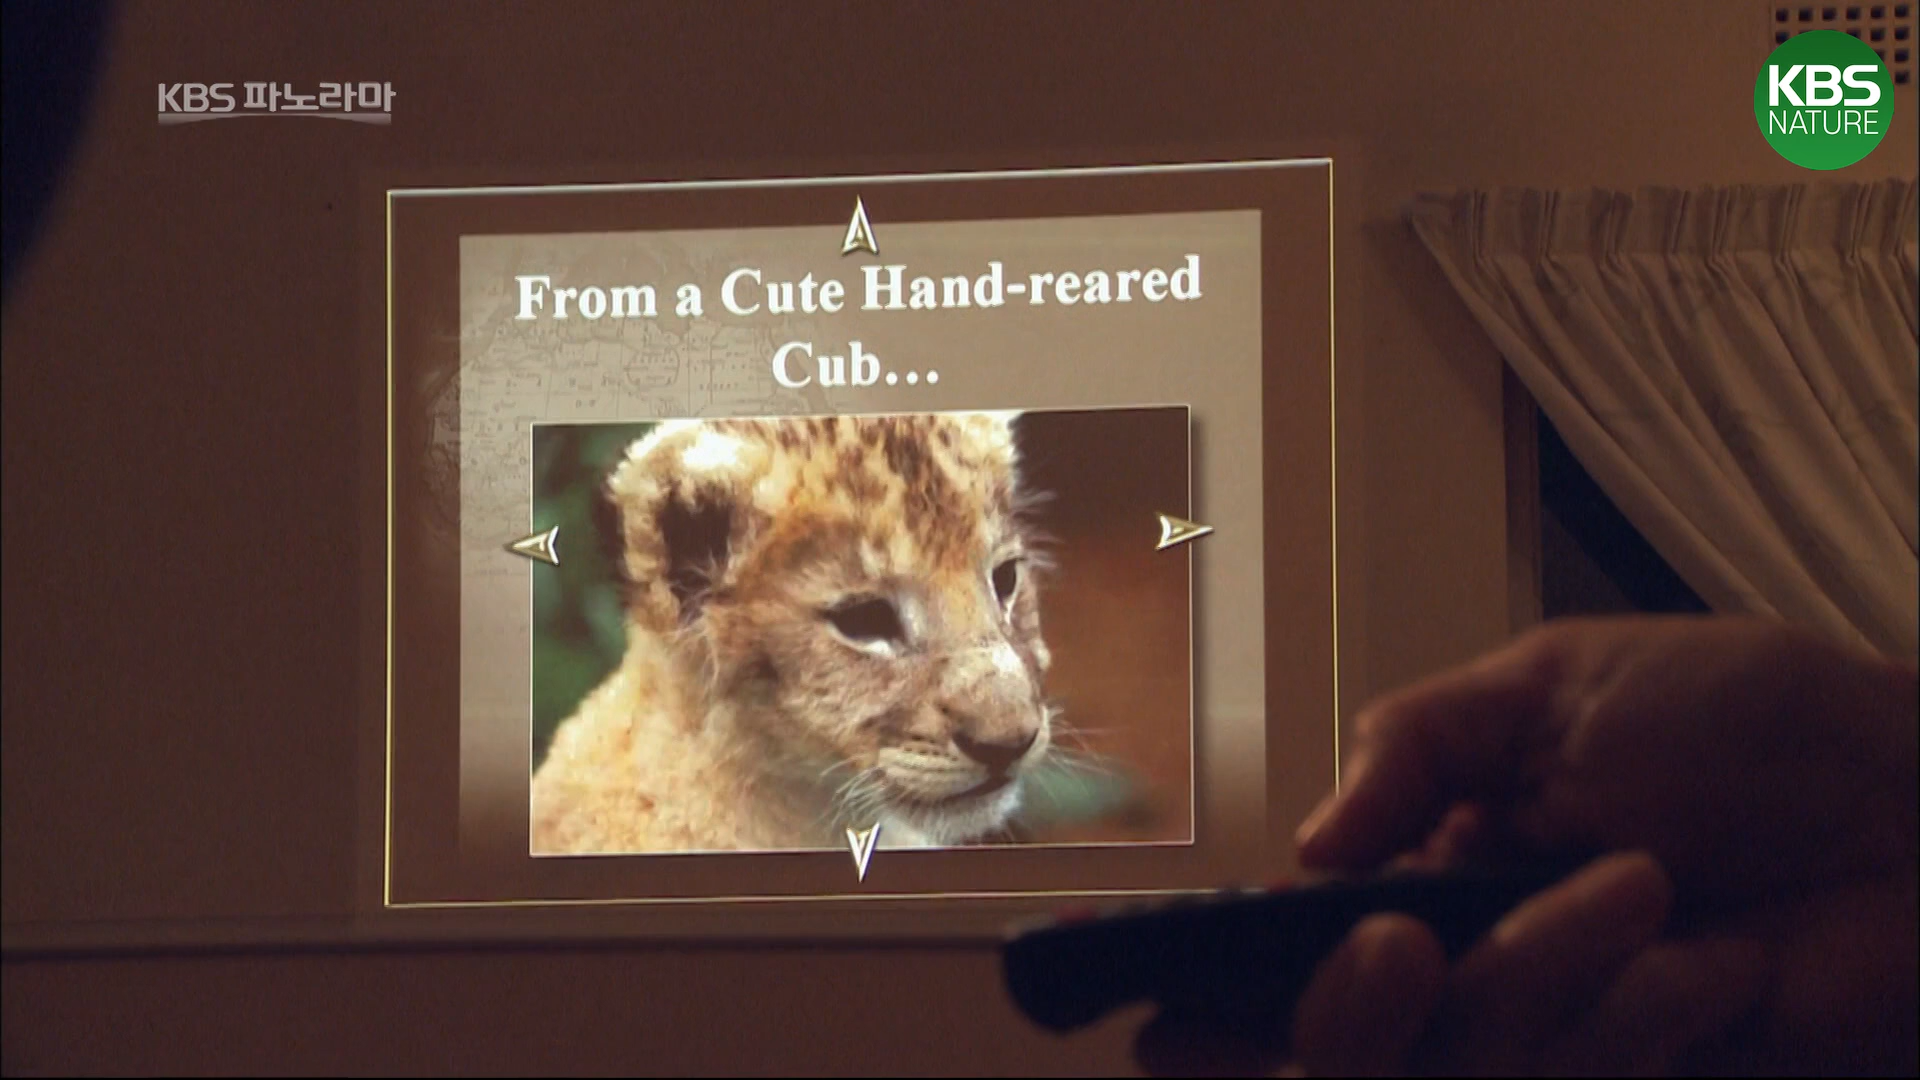 KBS 파노라마
KBS
NATURE
From a Cute Hand-reared
Cub...